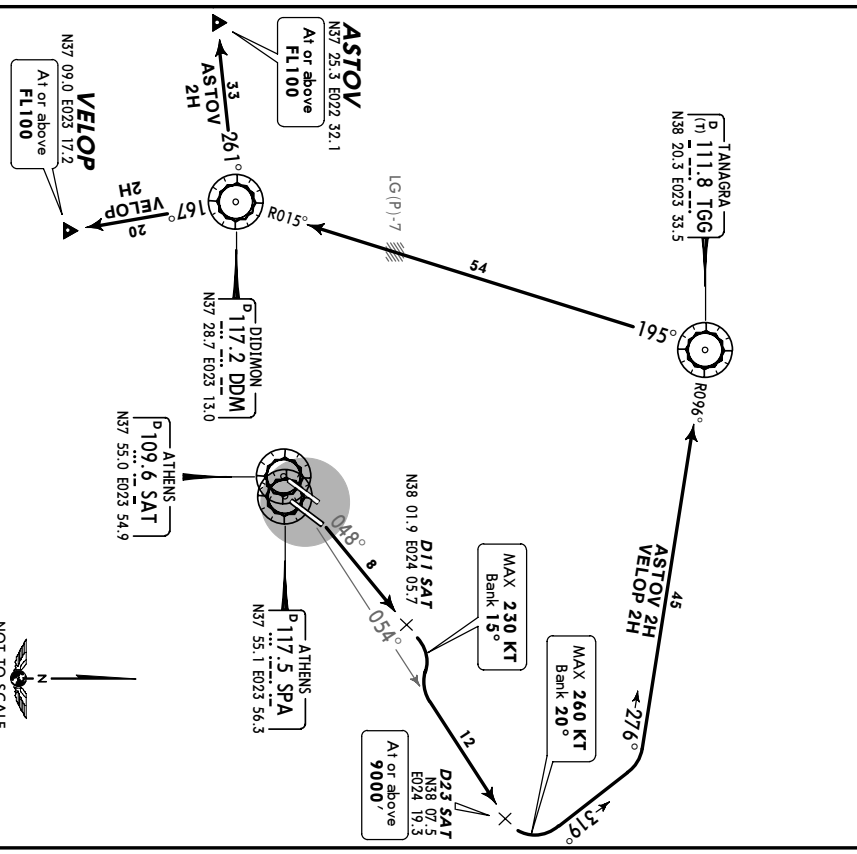 TANAGRA
D
(T) 111.8 TGG
N38 20.3 E023 33.5
ASTOV
N37 25.3 E022 32.1
At or above
FL100
VELOP
N37 09.0 E023 17.2
At or above
FL100
33
ASTOV
2H
261°
167°
VELOP
2H
20
R015°
LG(P)-7
54
195°
R096°
DIDIMON
D
117.2 DDM
N37 28.7 E023 13.0
ATHENS
D
109.6 SAT
N37 55.0 E023 54.9
ATHENS
D
117.5 SPA
N37 55.1 E023 56.3
048°
8
054°
D11 SAT
N38 01.9 E024 05.7
MAX 230 KT
Bank 15°
12
D23 SAT
N38 07.5
E024 19.3
At or above
9000'
MAX 260 KT
Bank 20°
319°
276°
45
ASTOV 2H
VELOP 2H
N
NOT TO SCALE